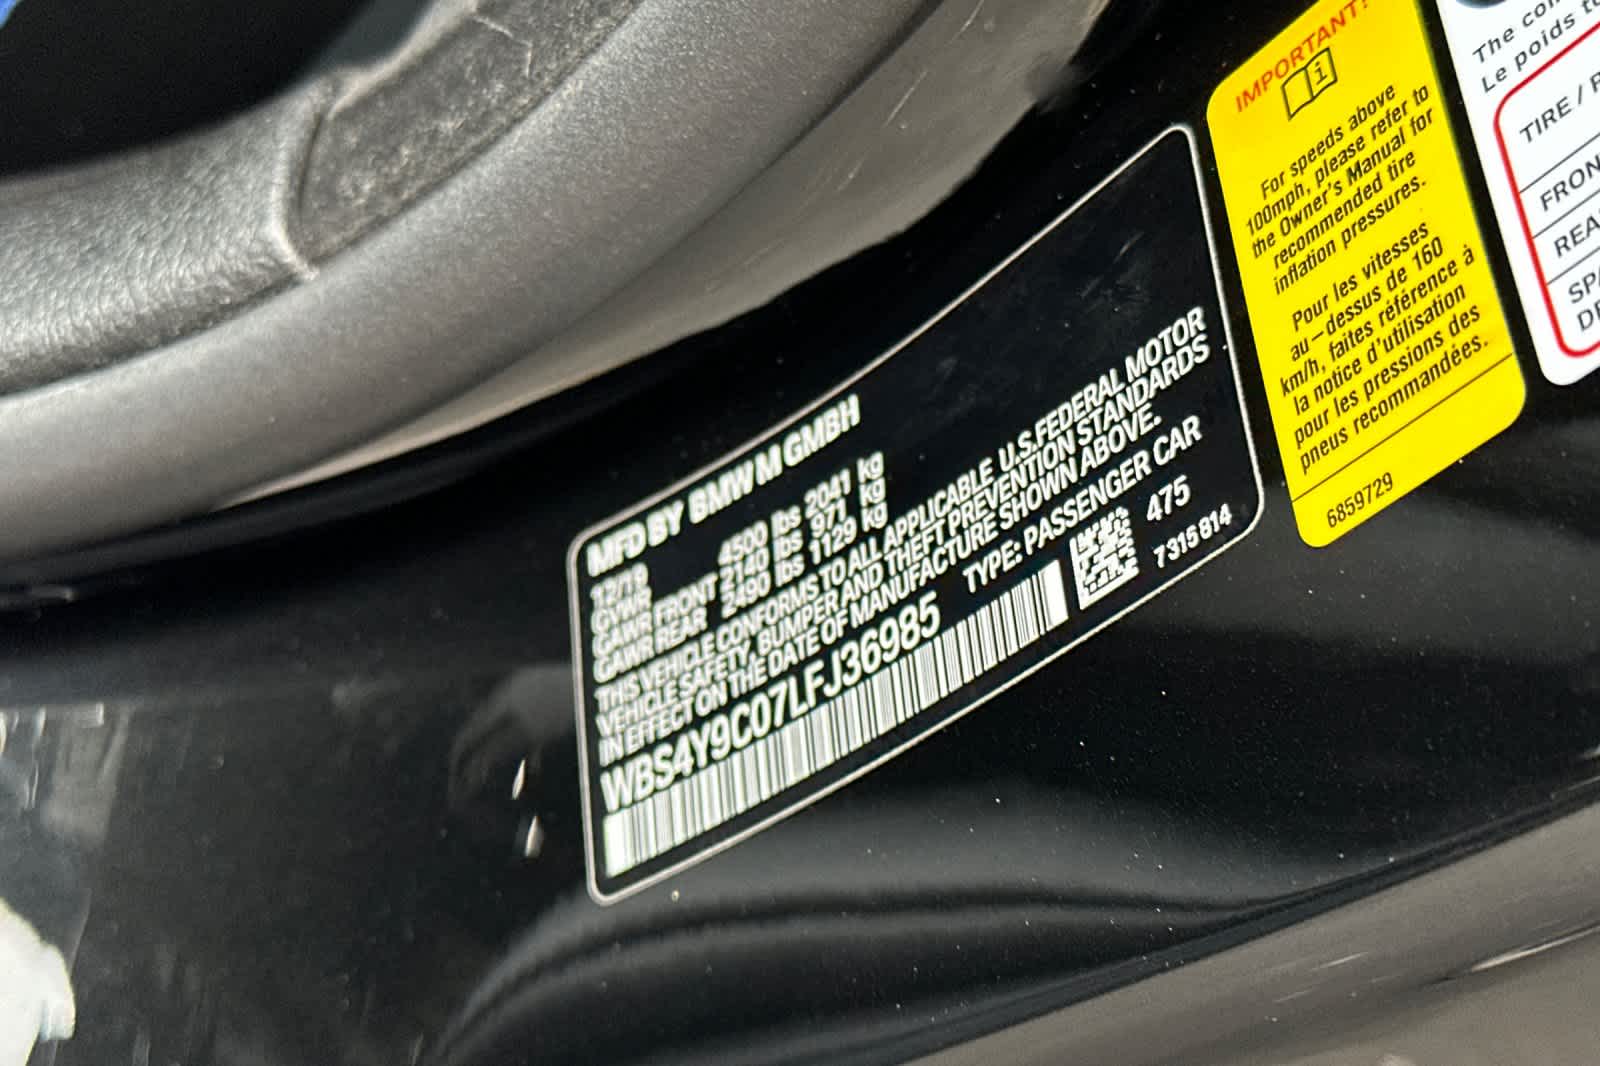 MFD BY BMW M GMBH
12/19
GVWR 4500 lbs 2041 kg
GAWR FRONT 2140 lbs 971 kg
GAWR REAR 2490 lbs 1129 kg
THIS VEHICLE CONFORMS TO ALL APPLICABLE U.S.FEDERAL MOTOR
VEHICLE SAFETY, BUMPER AND THEFT PREVENTION STANDARDS
IN EFFECT ON THE DATE OF MANUFACTURE SHOWN ABOVE.
WBS4Y9C07LFJ36985 TYPE: PASSENGER CAR
475
7315814
IMPORTANT!
i
For speeds above
100mph, please refer to
the Owner's Manual for
recommended tire
inflation pressures.
Pour les vitesses
au-dessus de 160
km/h, faites référence à
la notice d'utilisation
pour les pressions des
pneus recommandées.
6859729
The
Le poids
TIRE /